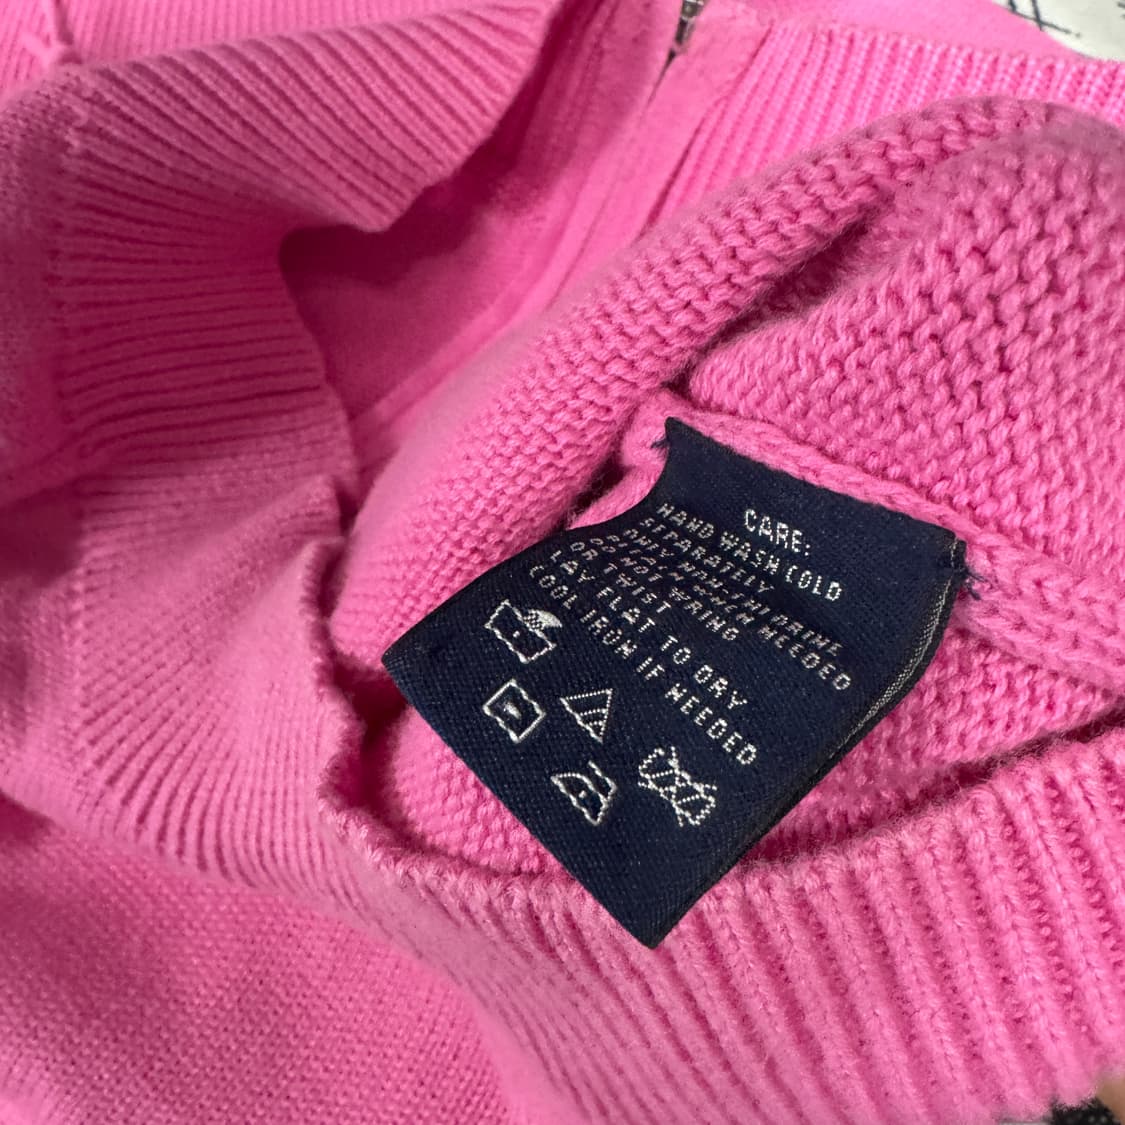 CARE:
HAND WASH COLD
SEPARATELY
ONLY NON-CHLORINE
WHEN NEEDED
DO NOT WRING
OR TWIST
LAY FLAT TO DRY
COOL IRON IF NEEDED